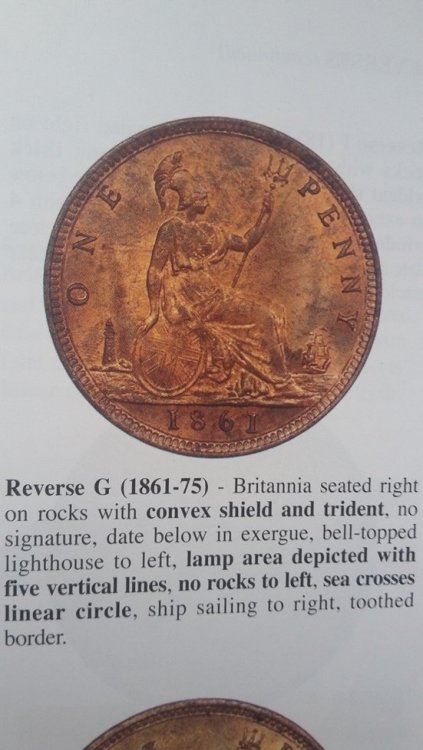 ONE PENNY
1861
Reverse G (1861-75) - Britannia seated right
on rocks with convex shield and trident, no
signature, date below in exergue, bell-topped
lighthouse to left, lamp area depicted with
five vertical lines, no rocks to left, sea crosses
linear circle, ship sailing to right, toothed
border.